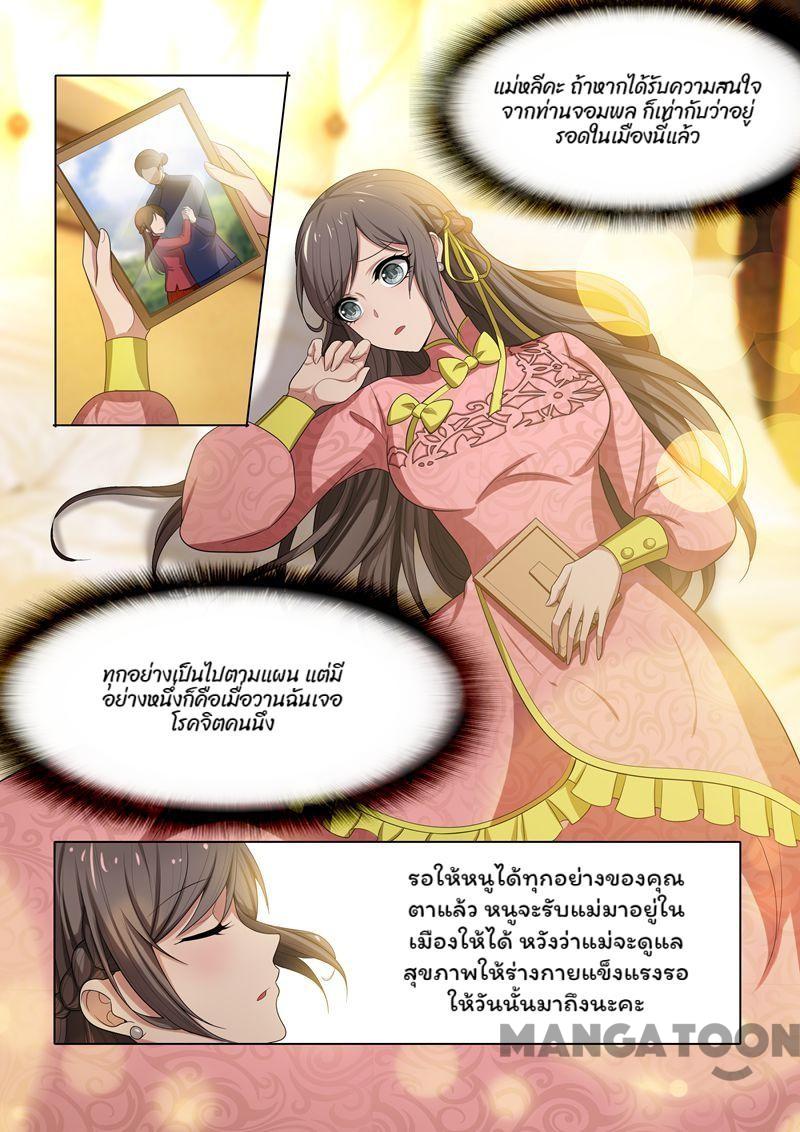 แม่หลีคะ ถ้าหากได้รับความสนใจ
จากท่านจอมพล ก็เท่ากับว่าอยู่
รอดในเมืองนี้แล้ว
ทุกอย่างเป็นไปตามแผน แต่มี
อย่างหนึ่งก็คือเมื่อวานฉันเจอ
โรคจิตคนนึง
รอให้หนูได้ทุกอย่างของคุณ
ตาแล้ว หนูจะรับแม่มาอยู่ใน
เมืองให้ได้ หวังว่าแม่จะดูแล
สุขภาพให้ร่างกายแข็งแรงรอ
ให้วันนั้นมาถึงนะคะ
MANGATOON